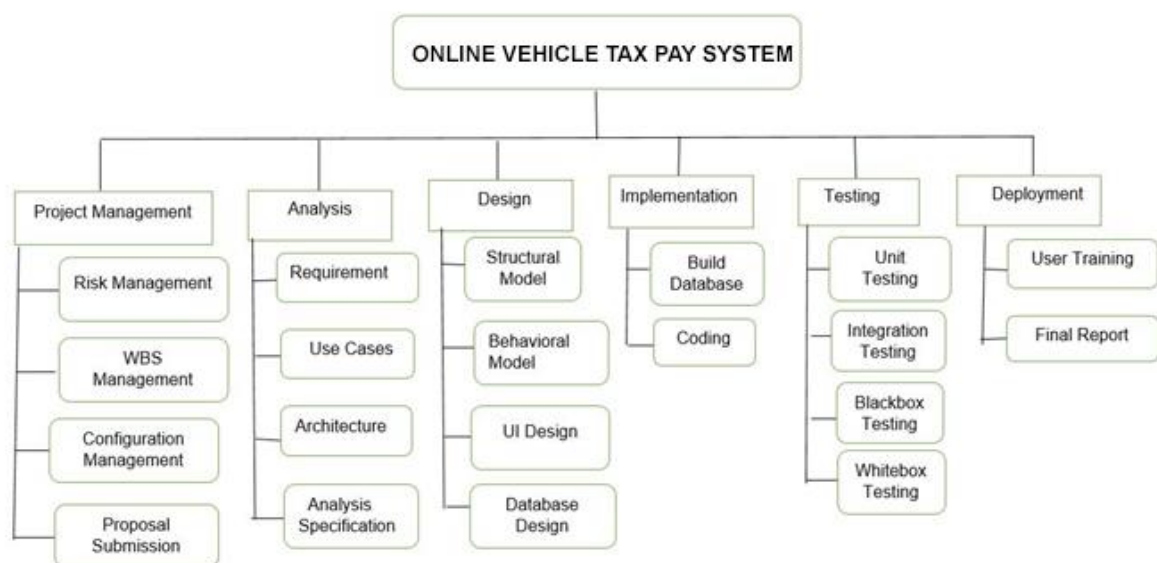 ONLINE VEHICLE TAX PAY SYSTEM
Project Management
Risk Management
WBS
Management
Configuration
Management
Proposal
Submission
Analysis
Requirement
Use Cases
Architecture
Analysis
Specification
Design
Structural
Model
Behavioral
Model
UI Design
Database
Design
Implementation
Build
Database
Coding
Testing
Unit
Testing
Integration
Testing
Blackbox
Testing
Whitebox
Testing
Deployment
User Training
Final Report